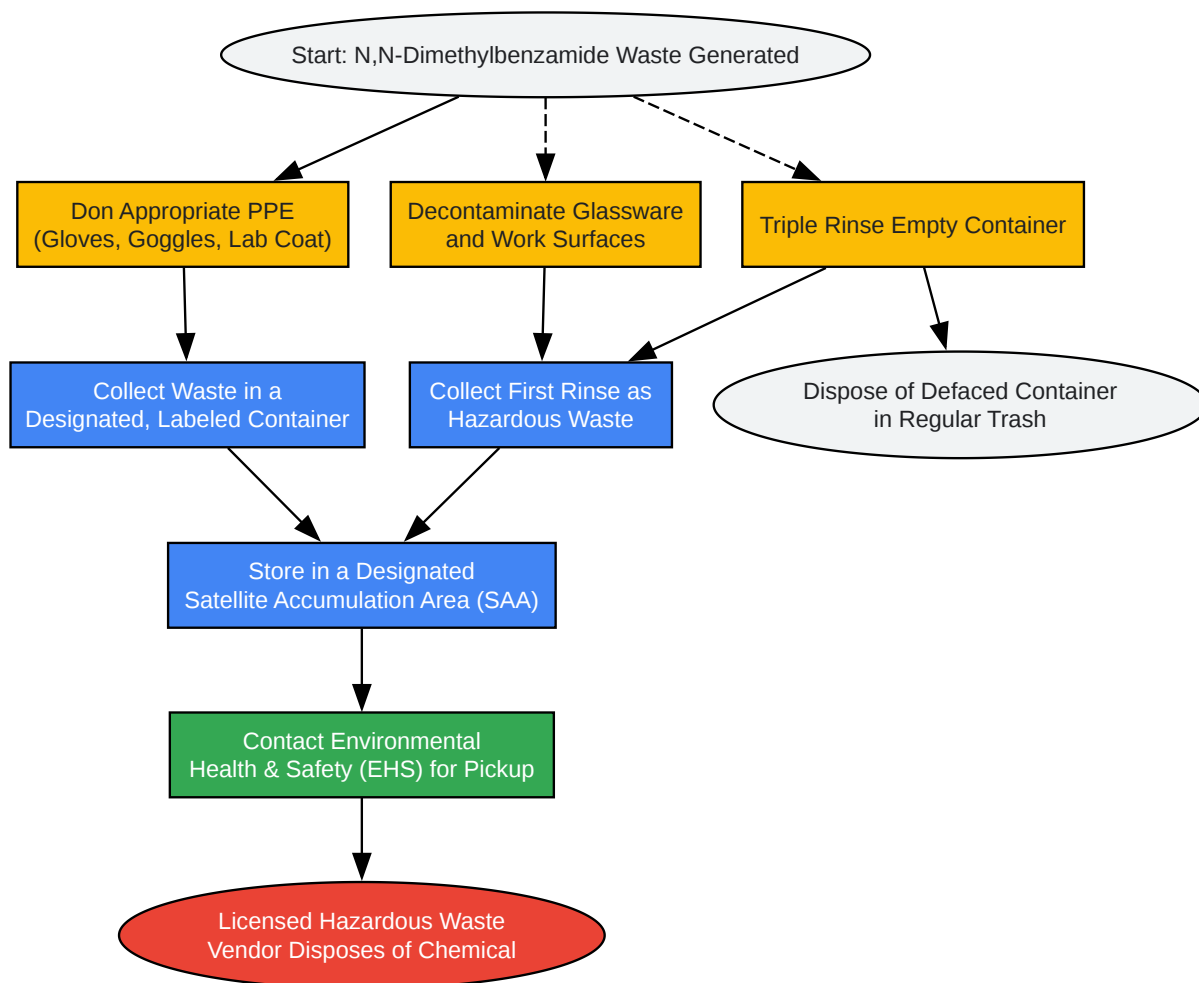 Start: N,N-Dimethylbenzamide Waste Generated
Don Appropriate PPE
(Gloves, Goggles, Lab Coat)
Decontaminate Glassware
and Work Surfaces
Triple Rinse Empty Container
Collect Waste in a
Designated, Labeled Container
Collect First Rinse as
Hazardous Waste
Dispose of Defaced Container
in Regular Trash
Store in a Designated
Satellite Accumulation Area (SAA)
Contact Environmental
Health & Safety (EHS) for Pickup
Licensed Hazardous Waste
Vendor Disposes of Chemical